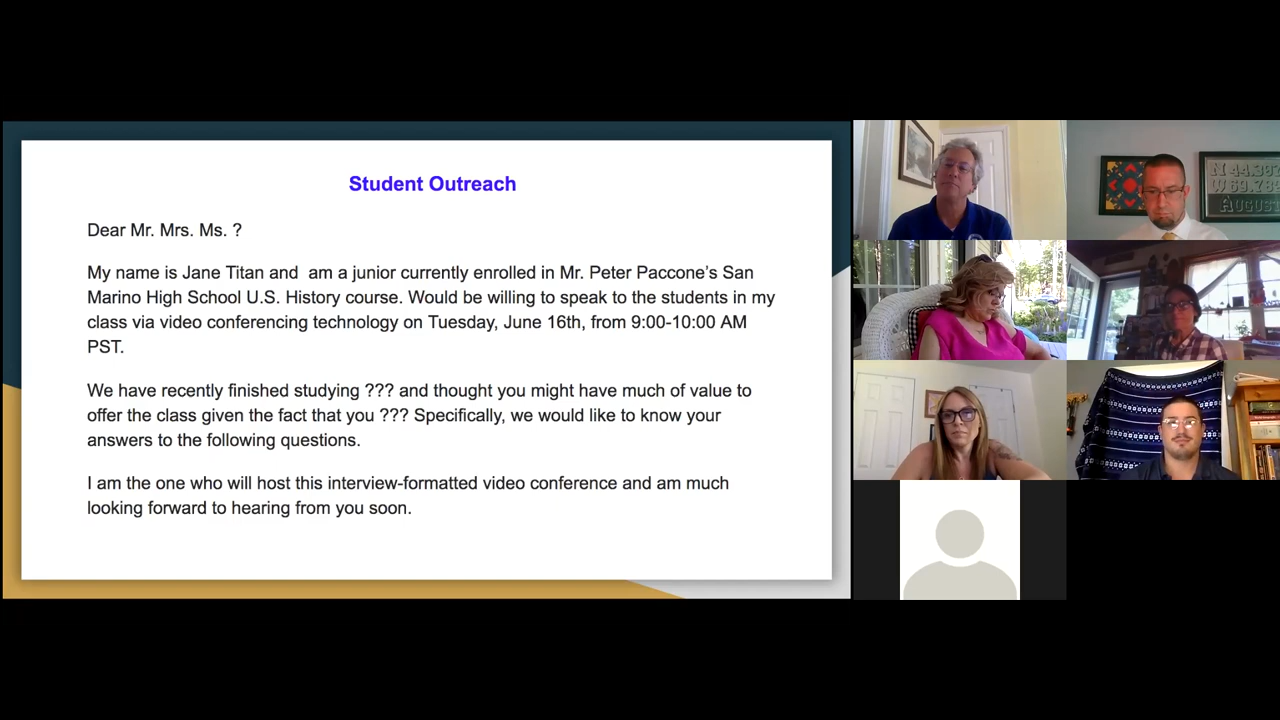 Student Outreach
Dear Mr. Mrs. Ms. ?
My name is Jane Titan and  am a junior currently enrolled in Mr. Peter Paccone’s San
Marino High School U.S. History course. Would be willing to speak to the students in my
class via video conferencing technology on Tuesday, June 16th, from 9:00-10:00 AM
PST.
We have recently finished studying ??? and thought you might have much of value to
offer the class given the fact that you ??? Specifically, we would like to know your
answers to the following questions.
I am the one who will host this interview-formatted video conference and am much
looking forward to hearing from you soon.
N 44.307
W 69.782
AUGUST